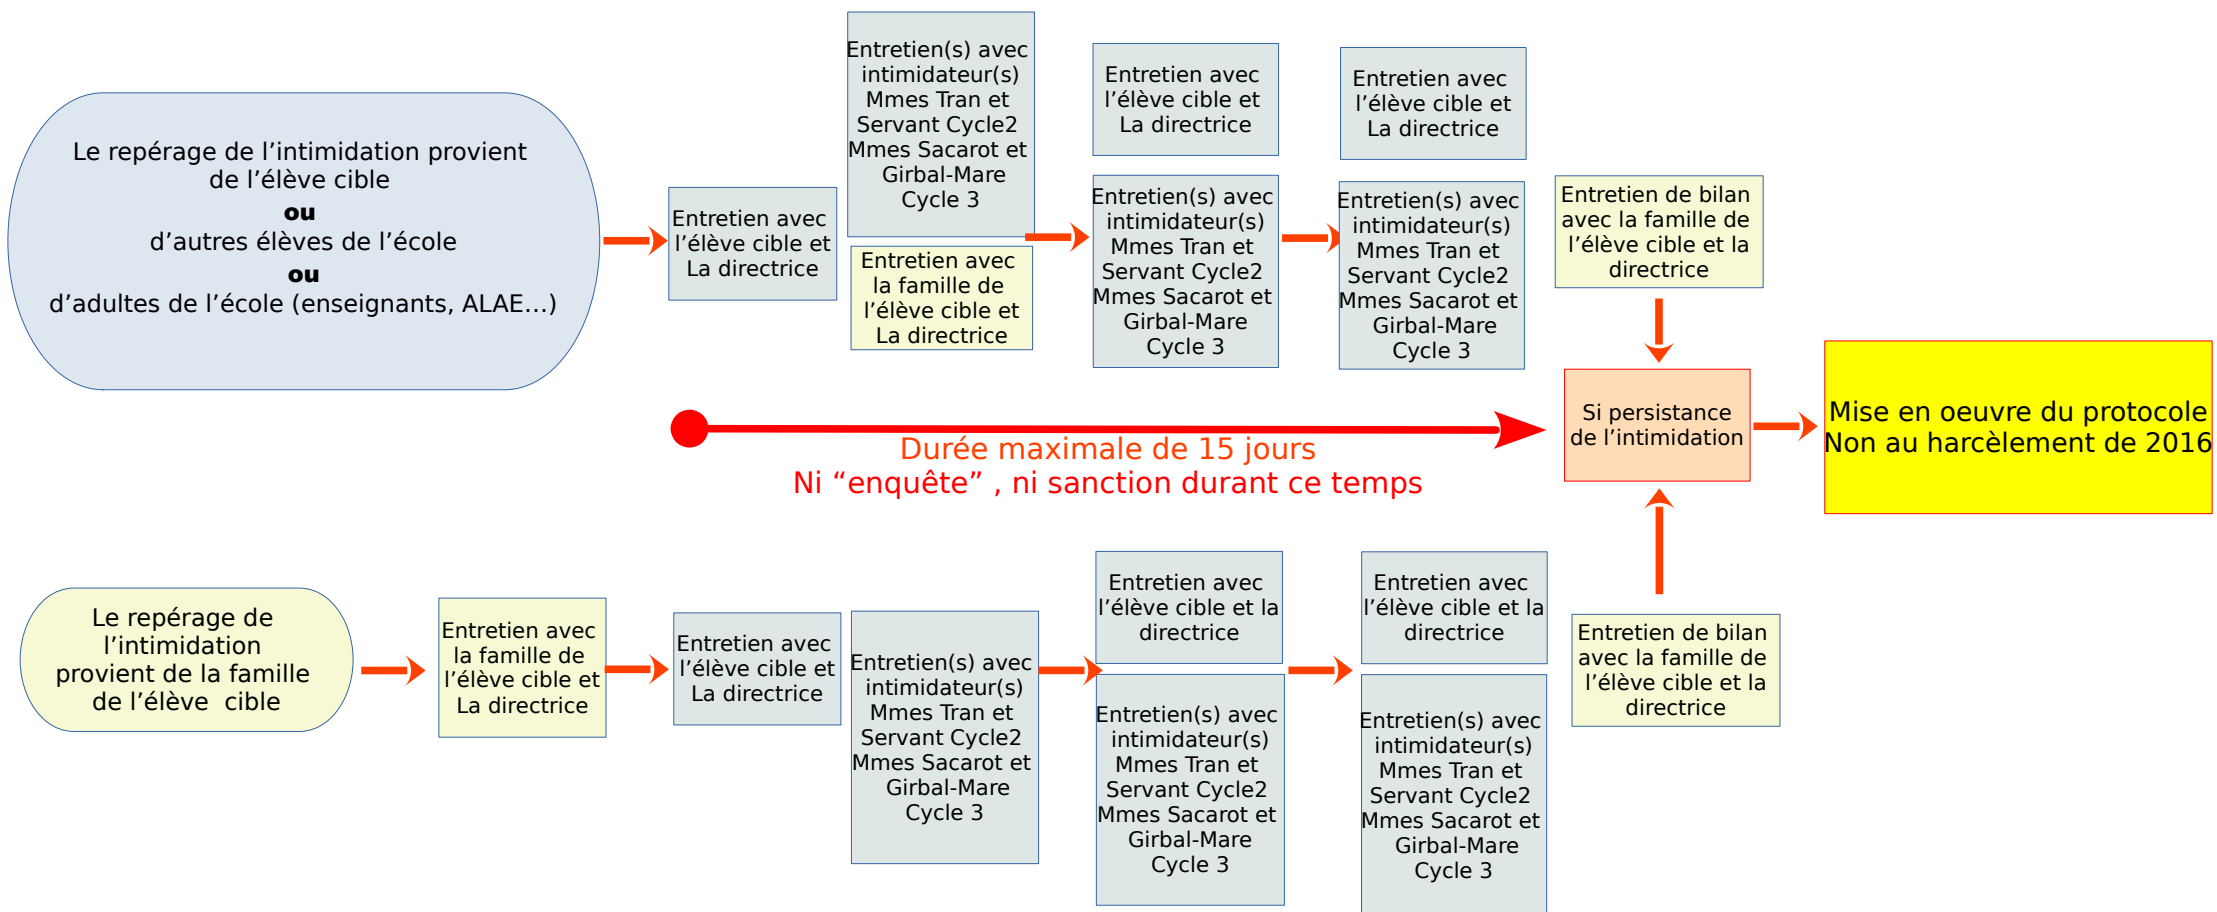 Le repérage de l’intimidation provient
de l’élève cible
ou
d’autres élèves de l’école
ou
d’adultes de l’école (enseignants, ALAE…)
Entretien avec
l’élève cible et
La directrice
Entretien(s) avec
intimidateur(s)
Mmes Tran et
Servant Cycle2
Mmes Sacarot et
Girbal-Mare
Cycle 3
Entretien avec
la famille de
l’élève cible et
La directrice
Entretien avec
l’élève cible et
La directrice
Entretien(s) avec
intimidateur(s)
Mmes Tran et
Servant Cycle2
Mmes Sacarot et
Girbal-Mare
Cycle 3
Entretien avec
l’élève cible et
La directrice
Entretien(s) avec
intimidateur(s)
Mmes Tran et
Servant Cycle2
Mmes Sacarot et
Girbal-Mare
Cycle 3
Entretien de bilan
avec la famille de
l’élève cible et la
directrice
Si persistance
de l’intimidation
Mise en oeuvre du protocole
Non au harcèlement de 2016
Durée maximale de 15 jours
Ni “enquête” , ni sanction durant ce temps
Le repérage de
l’intimidation
provient de la famille
de l’élève cible
Entretien avec
la famille de
l’élève cible et
La directrice
Entretien avec
l’élève cible et
La directrice
Entretien(s) avec
intimidateur(s)
Mmes Tran et
Servant Cycle2
Mmes Sacarot et
Girbal-Mare
Cycle 3
Entretien avec
l’élève cible et la
directrice
Entretien(s) avec
intimidateur(s)
Mmes Tran et
Servant Cycle2
Mmes Sacarot et
Girbal-Mare
Cycle 3
Entretien avec
l’élève cible et la
directrice
Entretien(s) avec
intimidateur(s)
Mmes Tran et
Servant Cycle2
Mmes Sacarot et
Girbal-Mare
Cycle 3
Entretien de bilan
avec la famille de
l’élève cible et la
directrice